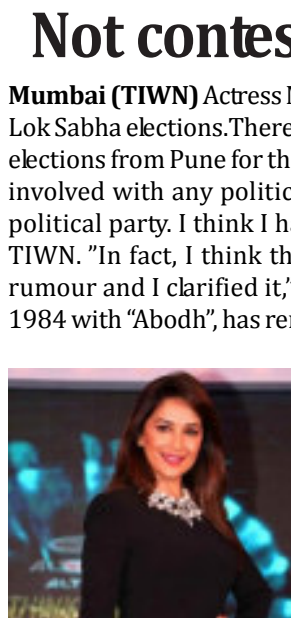 Not contes
Mumbai (TIWN) Actress M
Lok Sabha elections.There
elections from Pune for th
involved with any politic
political party. I think I ha
TIWN. ”In fact, I think th
rumour and I clarified it,”
1984 with “Abodh”, has re